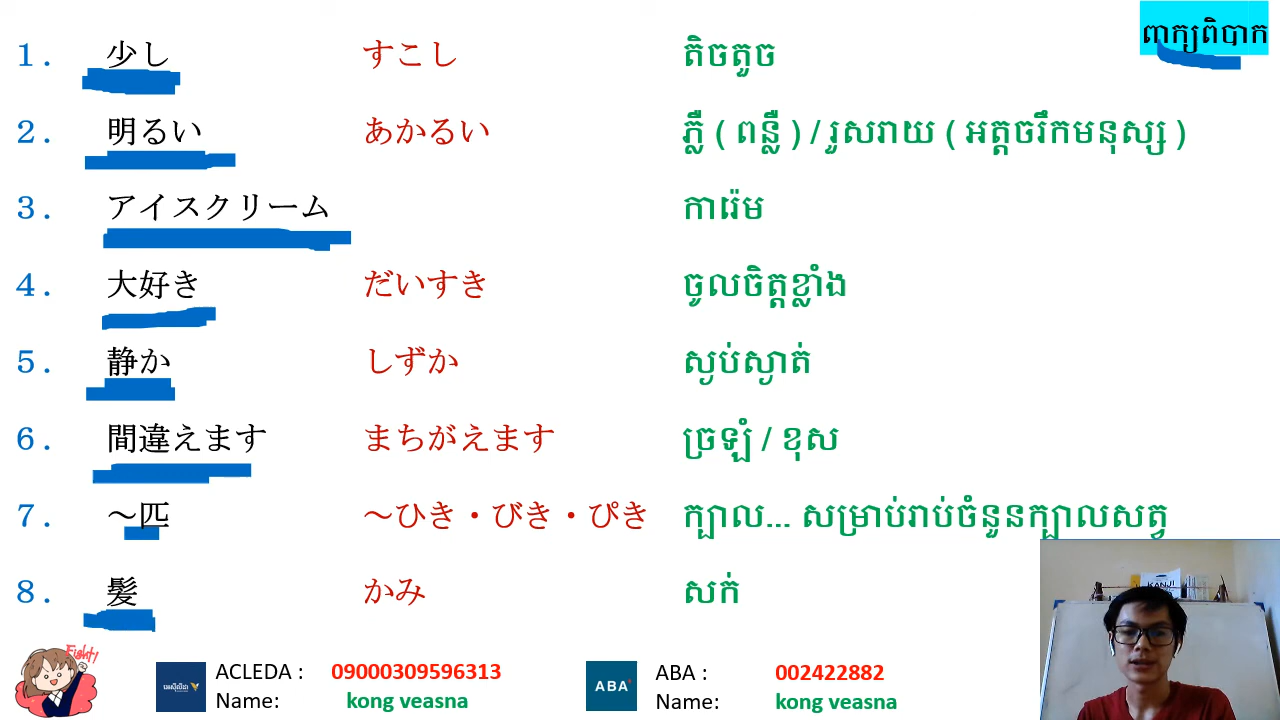 ពាក្យពិបាក
1. 少し すこし តិចតួច
2. 明るい あかるい ភ្លឺ ( ពន្លឺ ) / រួសរាយ ( អត្តចរឹកមនុស្ស )
3. アイスクリーム ការ៉េម
4. 大好き だいすき ចូលចិត្តខ្លាំង
5. 静か しずか ស្ងប់ស្ងាត់
6. 間違えます まちがえます ច្រឡំ / ខុស
7. ～匹 ～ひき・びき・ぴき ក្បាល... សម្រាប់រាប់ចំនួនក្បាលសត្វ
8. 髪 かみ សក់
Fight!
ACLEDA : 09000309596313
Name: kong veasna
ABA
ABA : 002422882
Name: kong veasna
KANJI